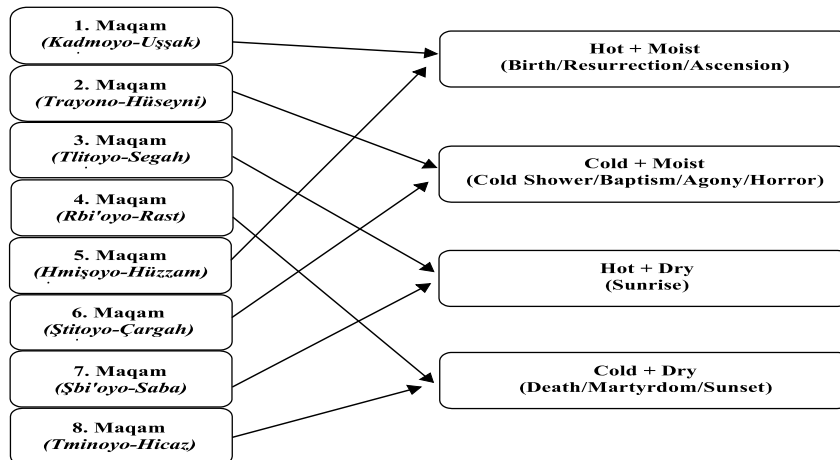 1. Maqam
(Kadmoyo-Uşşak)
2. Maqam
(Trayono-Hüseyni)
3. Maqam
(Tlitoyo-Segah)
4. Maqam
(Rbi'oyo-Rast)
5. Maqam
(Hmişoyo-Hüzzam)
6. Maqam
(Ştitoyo-Çargah)
7. Maqam
(Şbi'oyo-Saba)
8. Maqam
(Tminoyo-Hicaz)
Hot + Moist
(Birth/Resurrection/Ascension)
Cold + Moist
(Cold Shower/Baptism/Agony/Horror)
Hot + Dry
(Sunrise)
Cold + Dry
(Death/Martyrdom/Sunset)